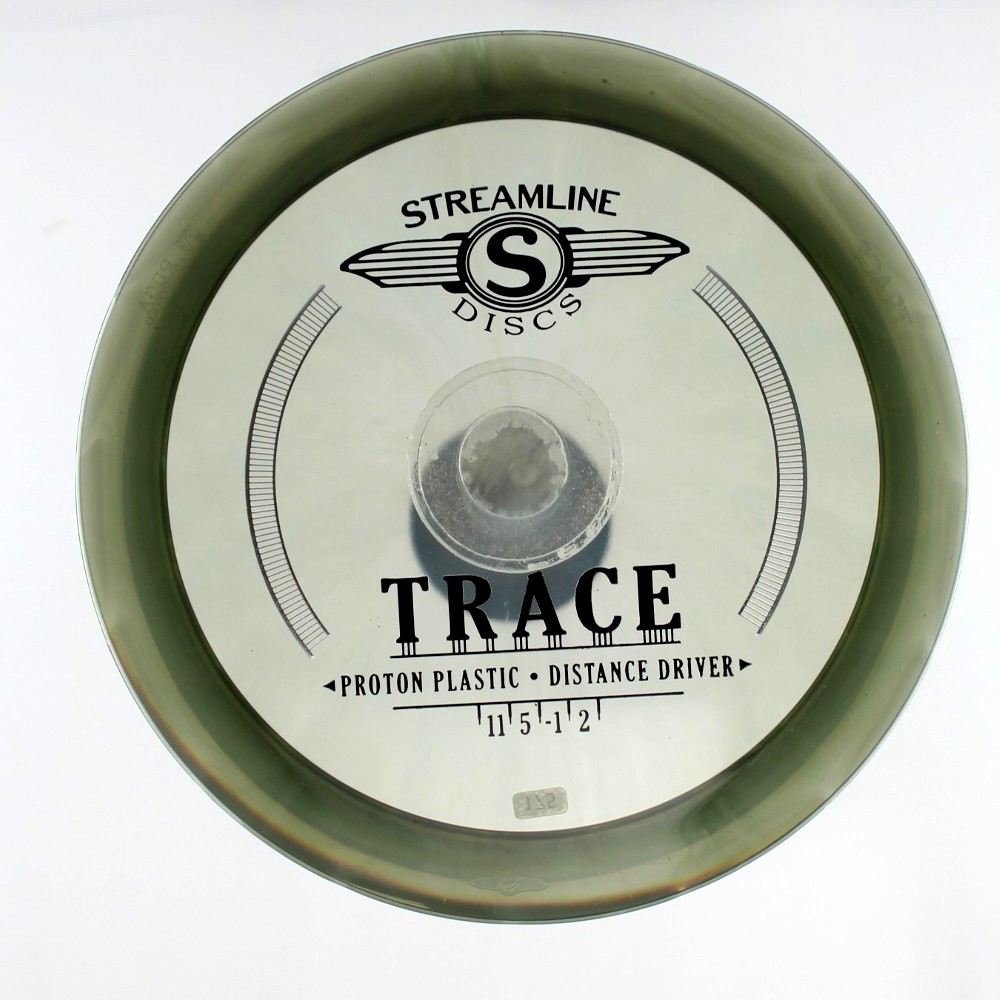 STREAMLINE
S
DISCS
TRACE
◄PROTON PLASTIC • DISTANCE DRIVER►
11 5 -1 2